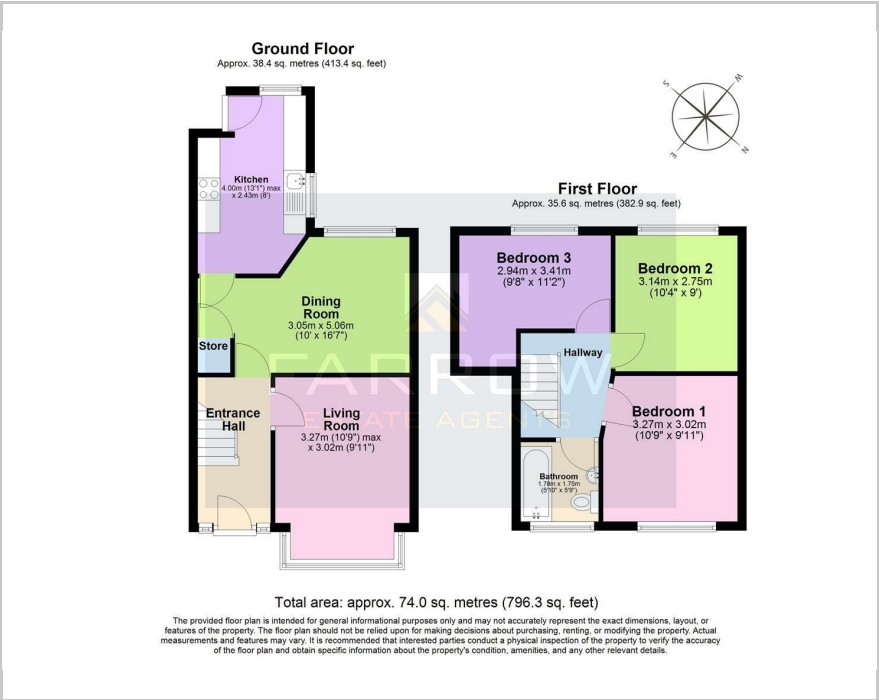 Ground Floor
Approx. 38.4 sq. metres (413.4 sq. feet)
S
W
E
N
Kitchen
4.00m (13'1") max
x 2.43m (8')
First Floor
Approx. 35.6 sq. metres (382.9 sq. feet)
Bedroom 3
2.94m x 3.41m
(9'8" x 11'2")
Bedroom 2
3.14m x 2.75m
(10'4" x 9')
Dining
Room
3.05m x 5.06m
(10' x 16'7")
Store
Hallway
FARROW
ESTATE AGENTS
Entrance
Hall
Living
Room
3.27m (10'9") max
x 3.02m (9'11")
Bedroom 1
3.27m x 3.02m
(10'9" x 9'11")
Bathroom
1.78m x 1.75m
(5'10" x 5'9")
Total area: approx. 74.0 sq. metres (796.3 sq. feet)
The provided floor plan is intended for general informational purposes only and may not accurately represent the exact dimensions, layout, or
features of the property. The floor plan should not be relied upon for making decisions about purchasing, renting, or modifying the property. Actual
measurements and features may vary. It is recommended that interested parties conduct a physical inspection of the property to verify the accuracy
of the floor plan and obtain specific information about the property's condition, amenities, and any other relevant details.